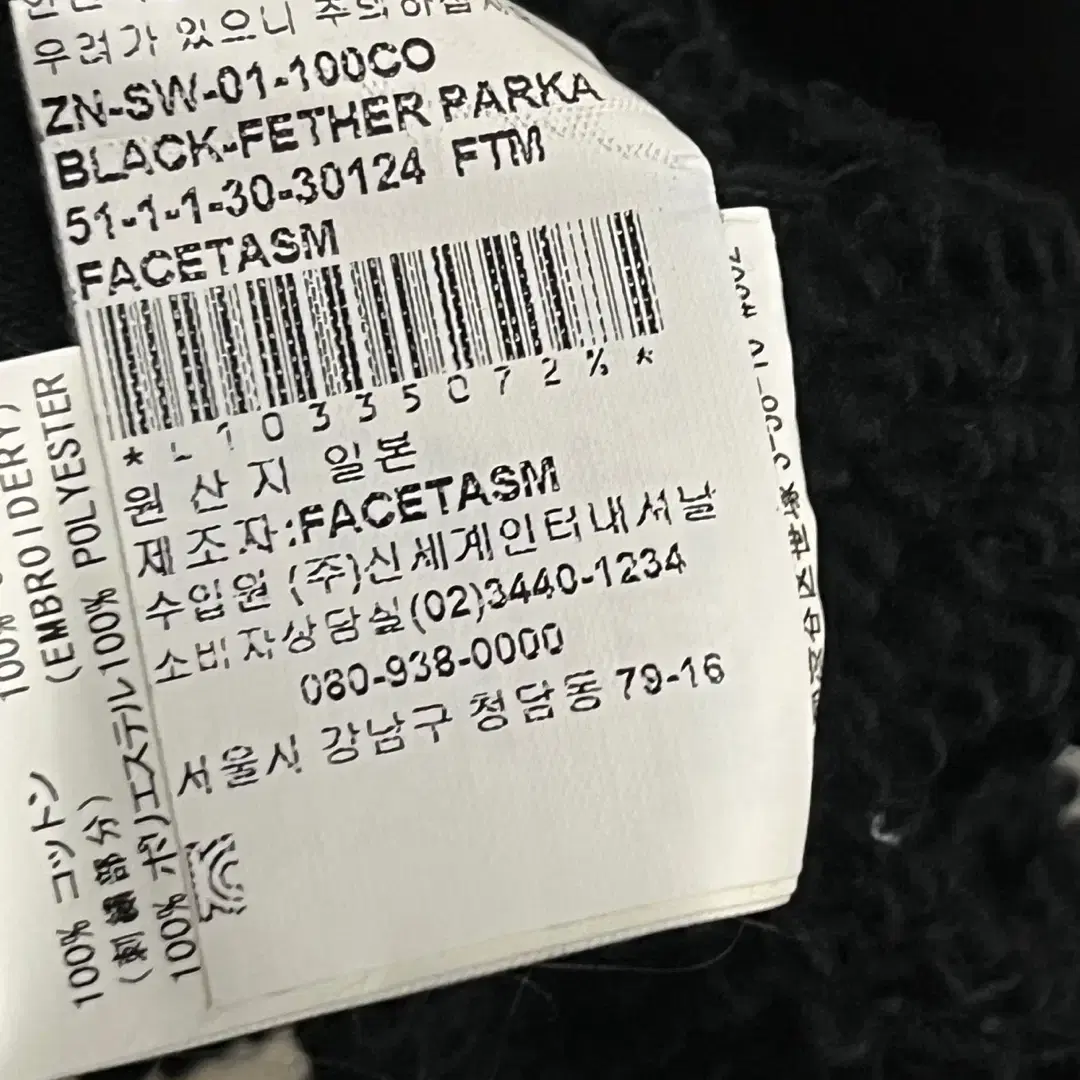 우려가 있으니 주의하십시
ZN-SW-01-100CO
BLACK-FETHER PARKA
51-1-1-30-30124 FTM
FACETASM
원 산 지 일본
제조자:FACETASM
수입원 (주)신세계인터내셔날
소비자상담실(02)3440-1234
080-938-0000
서울시 강남구 청담동 79-16
(EMBROIDERY)
100% POLYESTER
100% コットン
(刺繍部分)
100% ポリエステル